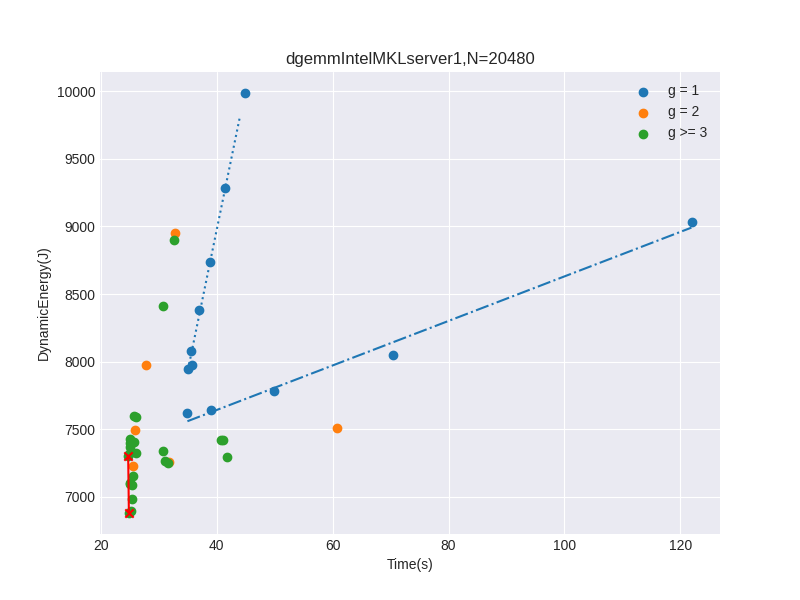 dgemmIntelMKLserver1,N=20480
g = 1
g = 2
g >= 3
DynamicEnergy(J)
10000
9500
9000
8500
8000
7500
7000
20 40 60 80 100 120
Time(s)